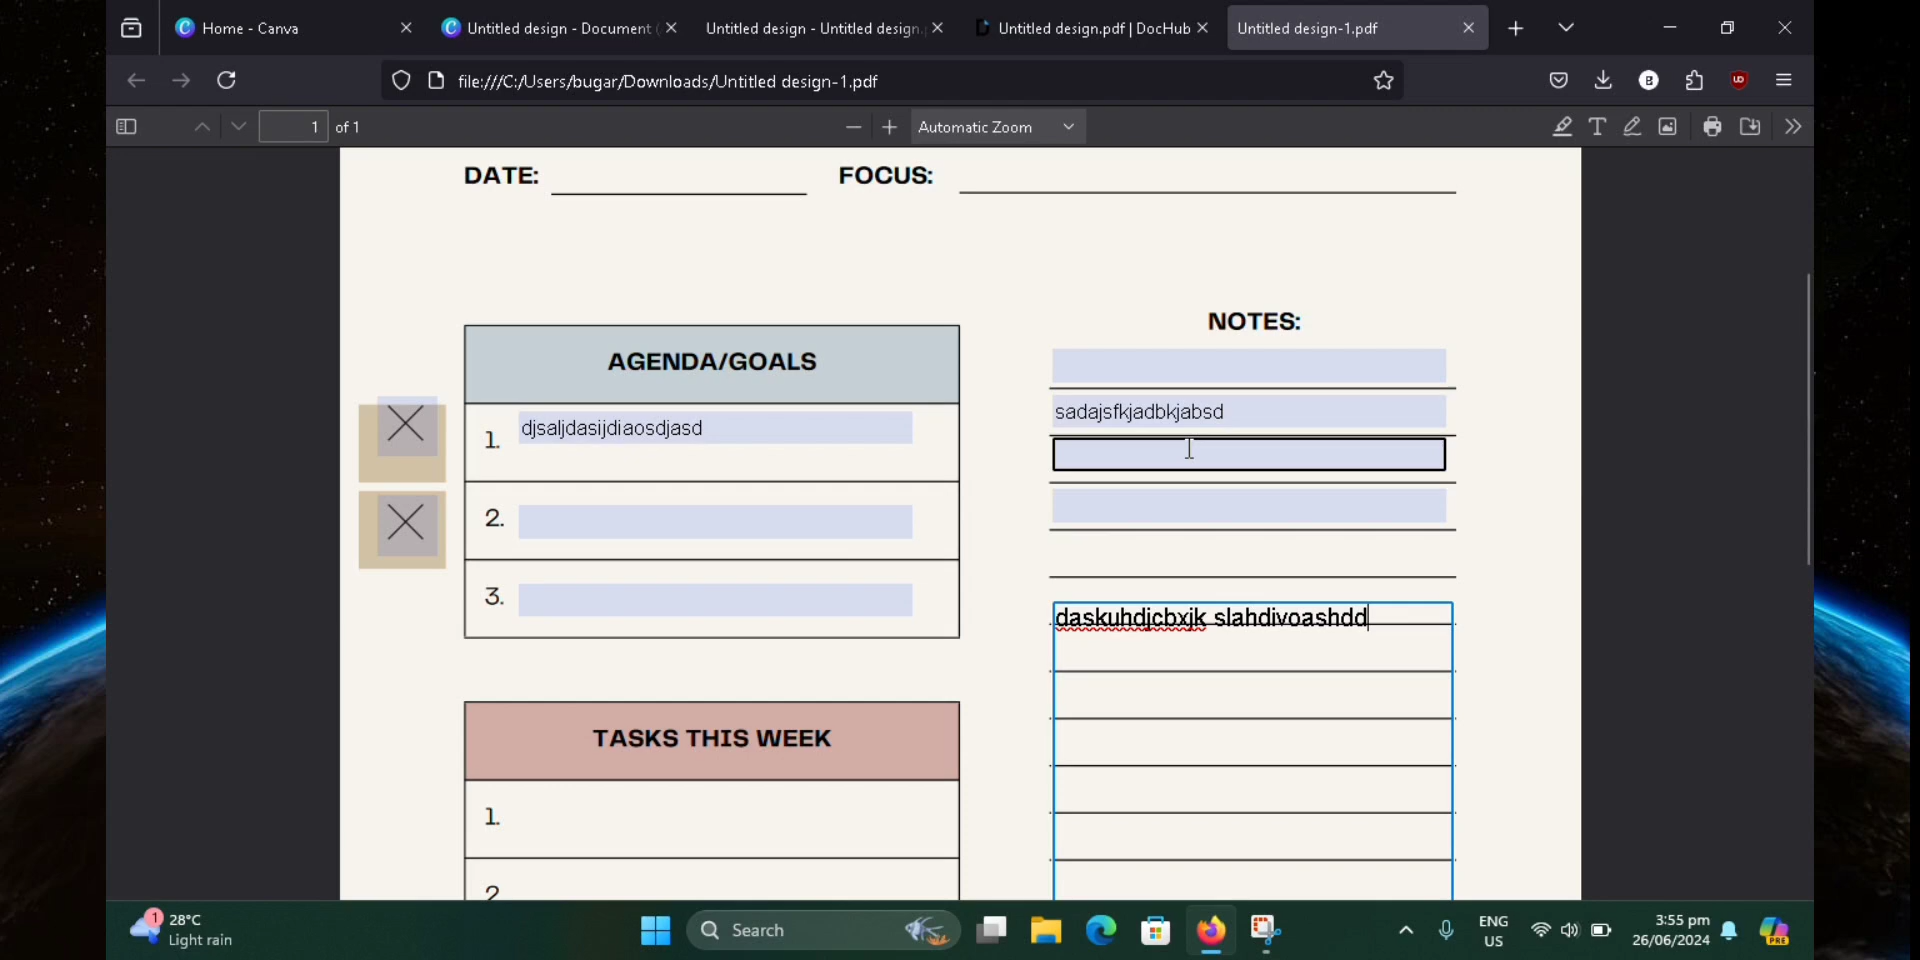 Home - Canva
Untitled design - Document (
Untitled design - Untitled design.
Untitled design.pdf | DocHub
Untitled design-1.pdf
file:///C:/Users/bugar/Downloads/Untitled design-1.pdf
1 of 1
Automatic Zoom
DATE:
FOCUS:
NOTES:
AGENDA/GOALS
sadajsfkjadbkjabsd
1. djsaljdasijdiaosdjasd
2.
3.
daskuhdjcbxjk slahdivoashdd
TASKS THIS WEEK
1.
2
1
28°C
Light rain
Search
ENG
US
3:55 pm
26/06/2024
PRE